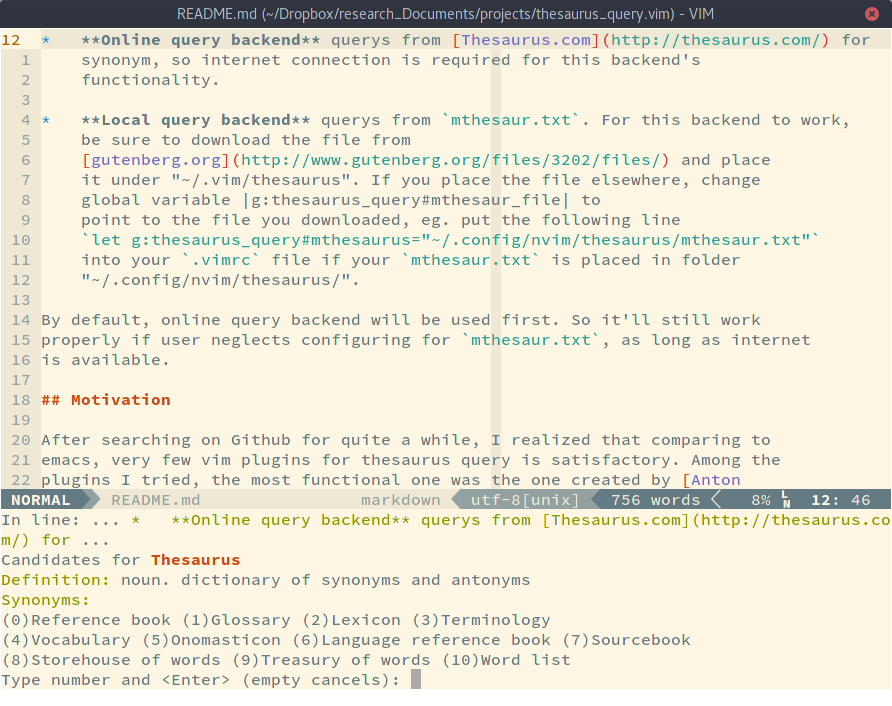 README.md (~/Dropbox/research_Documents/projects/thesaurus_query.vim) - VIM
12 * **Online query backend** querys from [Thesaurus.com](http://thesaurus.com/) for
1 synonym, so internet connection is required for this backend's
2 functionality.
3
4 * **Local query backend** querys from `mthesaur.txt`. For this backend to work,
5 be sure to download the file from
6 [gutenberg.org](http://www.gutenberg.org/files/3202/files/) and place
7 it under "~/.vim/thesaurus". If you place the file elsewhere, change
8 global variable |g:thesaurus_query#mthesaur_file| to
9 point to the file you downloaded, eg. put the following line
10 `let g:thesaurus_query#mthesaurus="~/.config/nvim/thesaurus/mthesaur.txt"`
11 into your `.vimrc` file if your `mthesaur.txt` is placed in folder
12 "~/.config/nvim/thesaurus/".
13
14 By default, online query backend will be used first. So it'll still work
15 properly if user neglects configuring for `mthesaur.txt`, as long as internet
16 is available.
17
18 ## Motivation
19
20 After searching on Github for quite a while, I realized that comparing to
21 emacs, very few vim plugins for thesaurus query is satisfactory. Among the
22 plugins I tried, the most functional one was the one created by [Anton
NORMAL README.md markdown utf-8[unix] 756 words 8% LN 12: 46
In line: ... *   **Online query backend** querys from [Thesaurus.com](http://thesaurus.co
m/) for ...
Candidates for Thesaurus
Definition: noun. dictionary of synonyms and antonyms
Synonyms:
(0)Reference book (1)Glossary (2)Lexicon (3)Terminology
(4)Vocabulary (5)Onomasticon (6)Language reference book (7)Sourcebook
(8)Storehouse of words (9)Treasury of words (10)Word list
Type number and <Enter> (empty cancels):